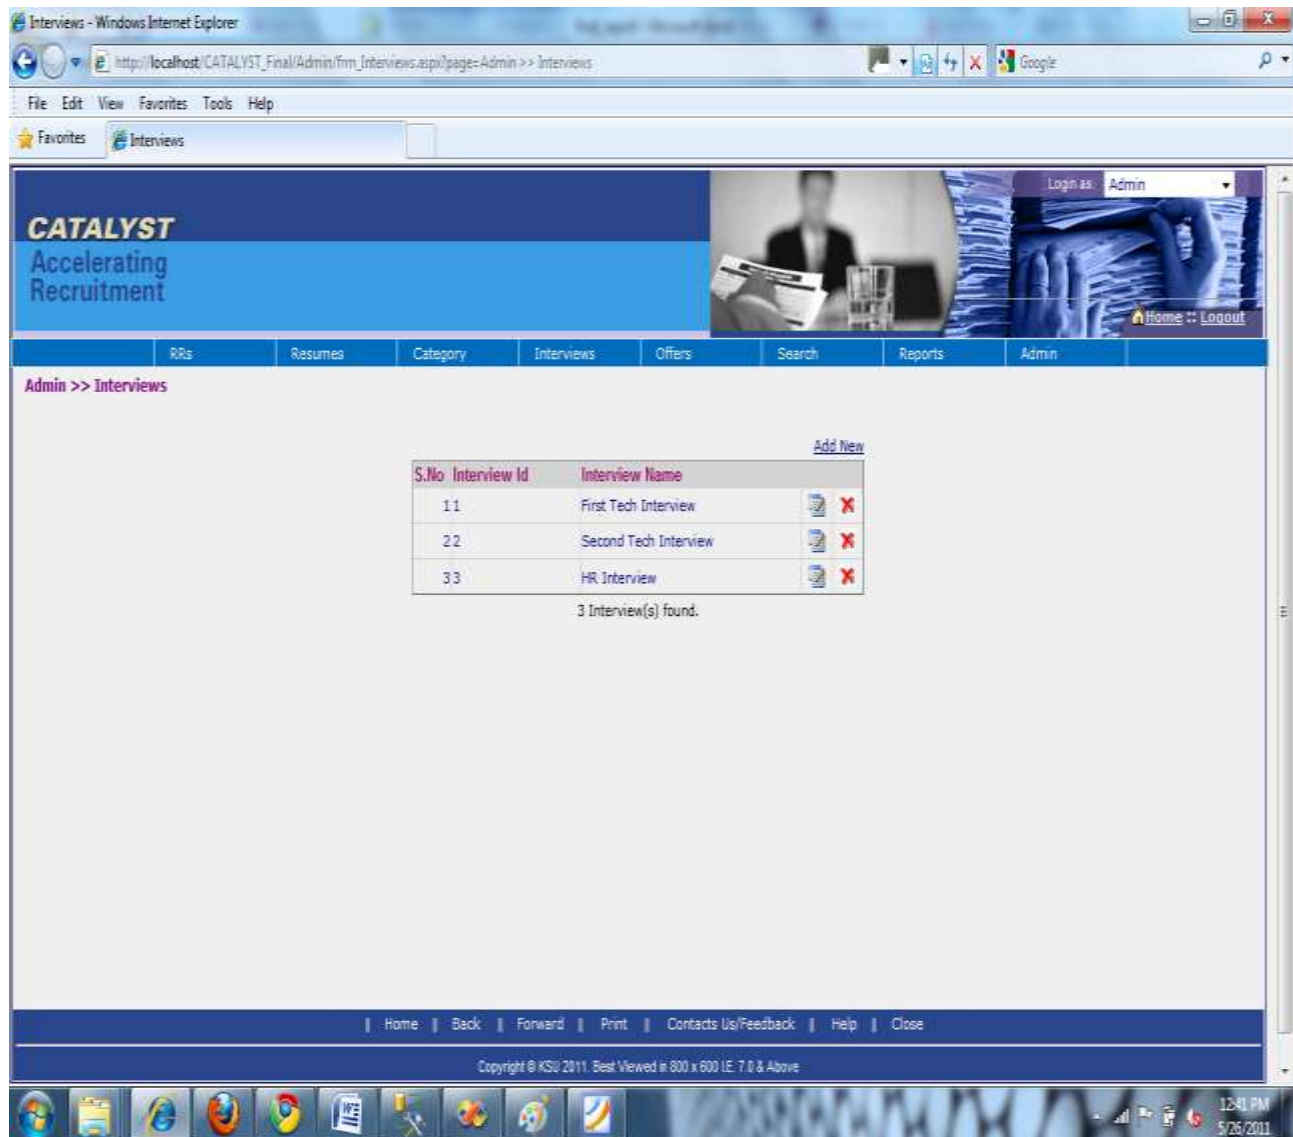 Interviews - Windows Internet Explorer
http://localhost/CATALYST_Final/Admin/frm_Interviews.aspx?page=Admin >> Interviews
Google
File Edit View Favorites Tools Help
Favorites Interviews
Login as: Admin
CATALYST
Accelerating
Recruitment
Home :: Logout
RRs Resumes Category Interviews Offers Search Reports Admin
Admin >> Interviews
Add New
S.No Interview Id Interview Name
1 1 First Tech Interview
2 2 Second Tech Interview
3 3 HR Interview
3 Interview(s) found.
| Home | Back | Forward | Print | Contacts Us/Feedback | Help | Close
Copyright © KSU 2011. Best Viewed in 800 x 600 I.E. 7.0 & Above
12:41 PM
5/26/2011